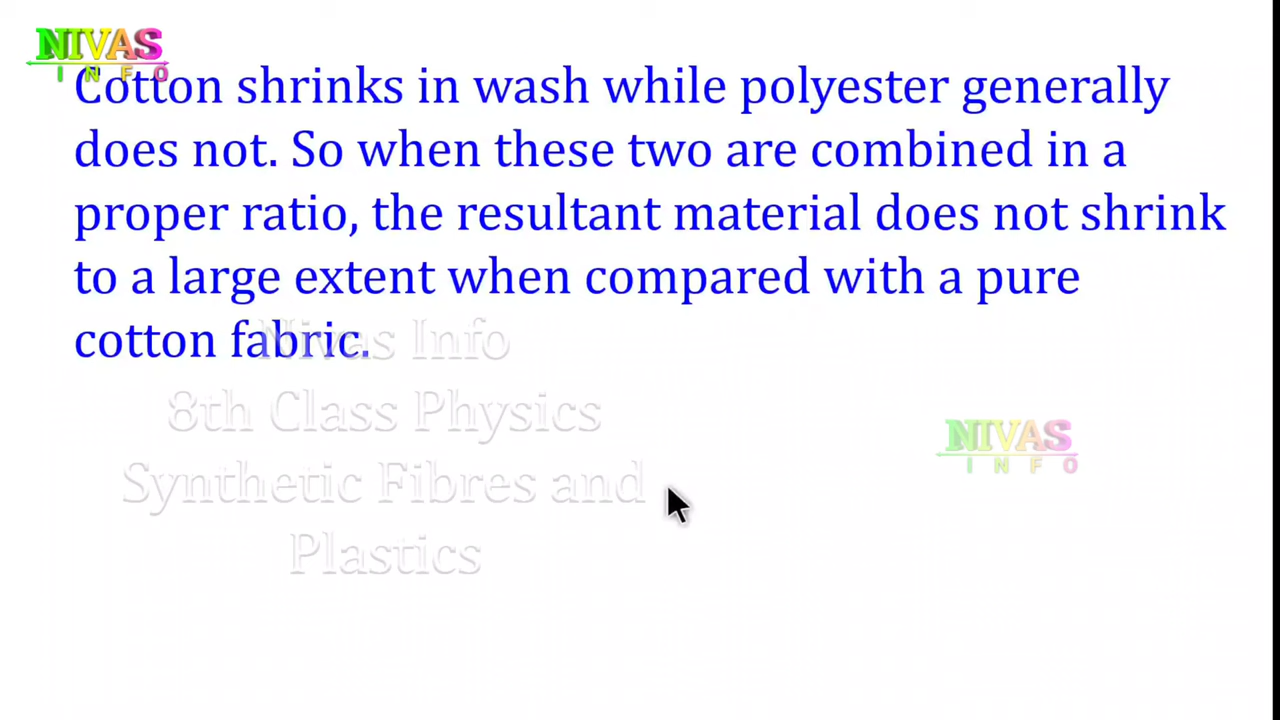 NIVAS
INFO
Cotton shrinks in wash while polyester generally
does not. So when these two are combined in a
proper ratio, the resultant material does not shrink
to a large extent when compared with a pure
cotton fabric.
Nivas Info
8th Class Physics
Synthetic Fibres and
Plastics
NIVAS
INFO